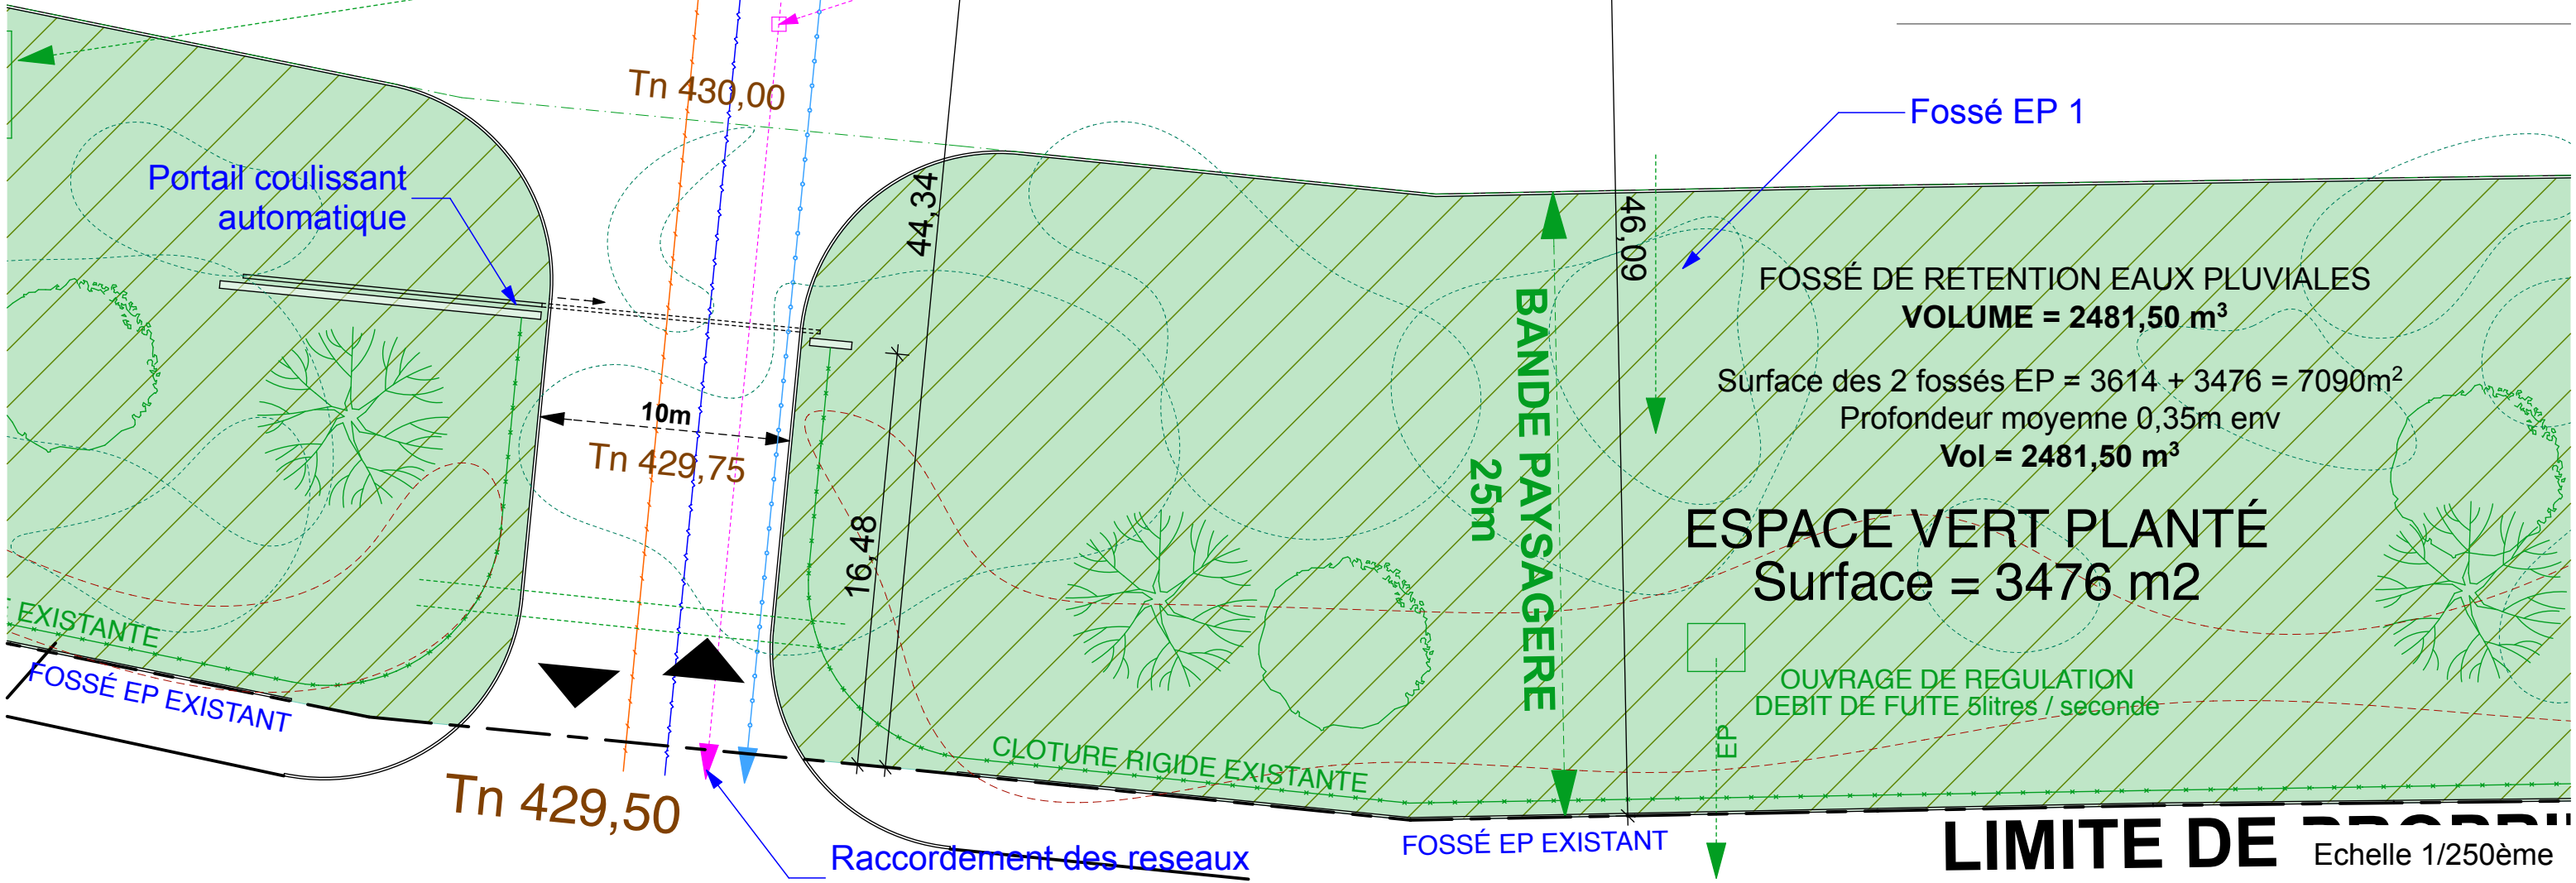 Tn 430,00
Fossé EP 1
Portail coulissant
automatique
44,34
46,09
FOSSÉ DE RETENTION EAUX PLUVIALES
VOLUME = 2481,50 m³
Surface des 2 fossés EP = 3614 + 3476 = 7090m²
Profondeur moyenne 0,35m env
Vol = 2481,50 m³
BANDE PAYSAGERE
25m
10m
Tn 429,75
16,48
ESPACE VERT PLANTÉ
Surface = 3476 m2
EXISTANTE
FOSSÉ EP EXISTANT
OUVRAGE DE REGULATION
DEBIT DE FUITE 5litres / seconde
EP
CLOTURE RIGIDE EXISTANTE
Tn 429,50
Raccordement des reseaux
FOSSÉ EP EXISTANT
LIMITE DE
Echelle 1/250ème